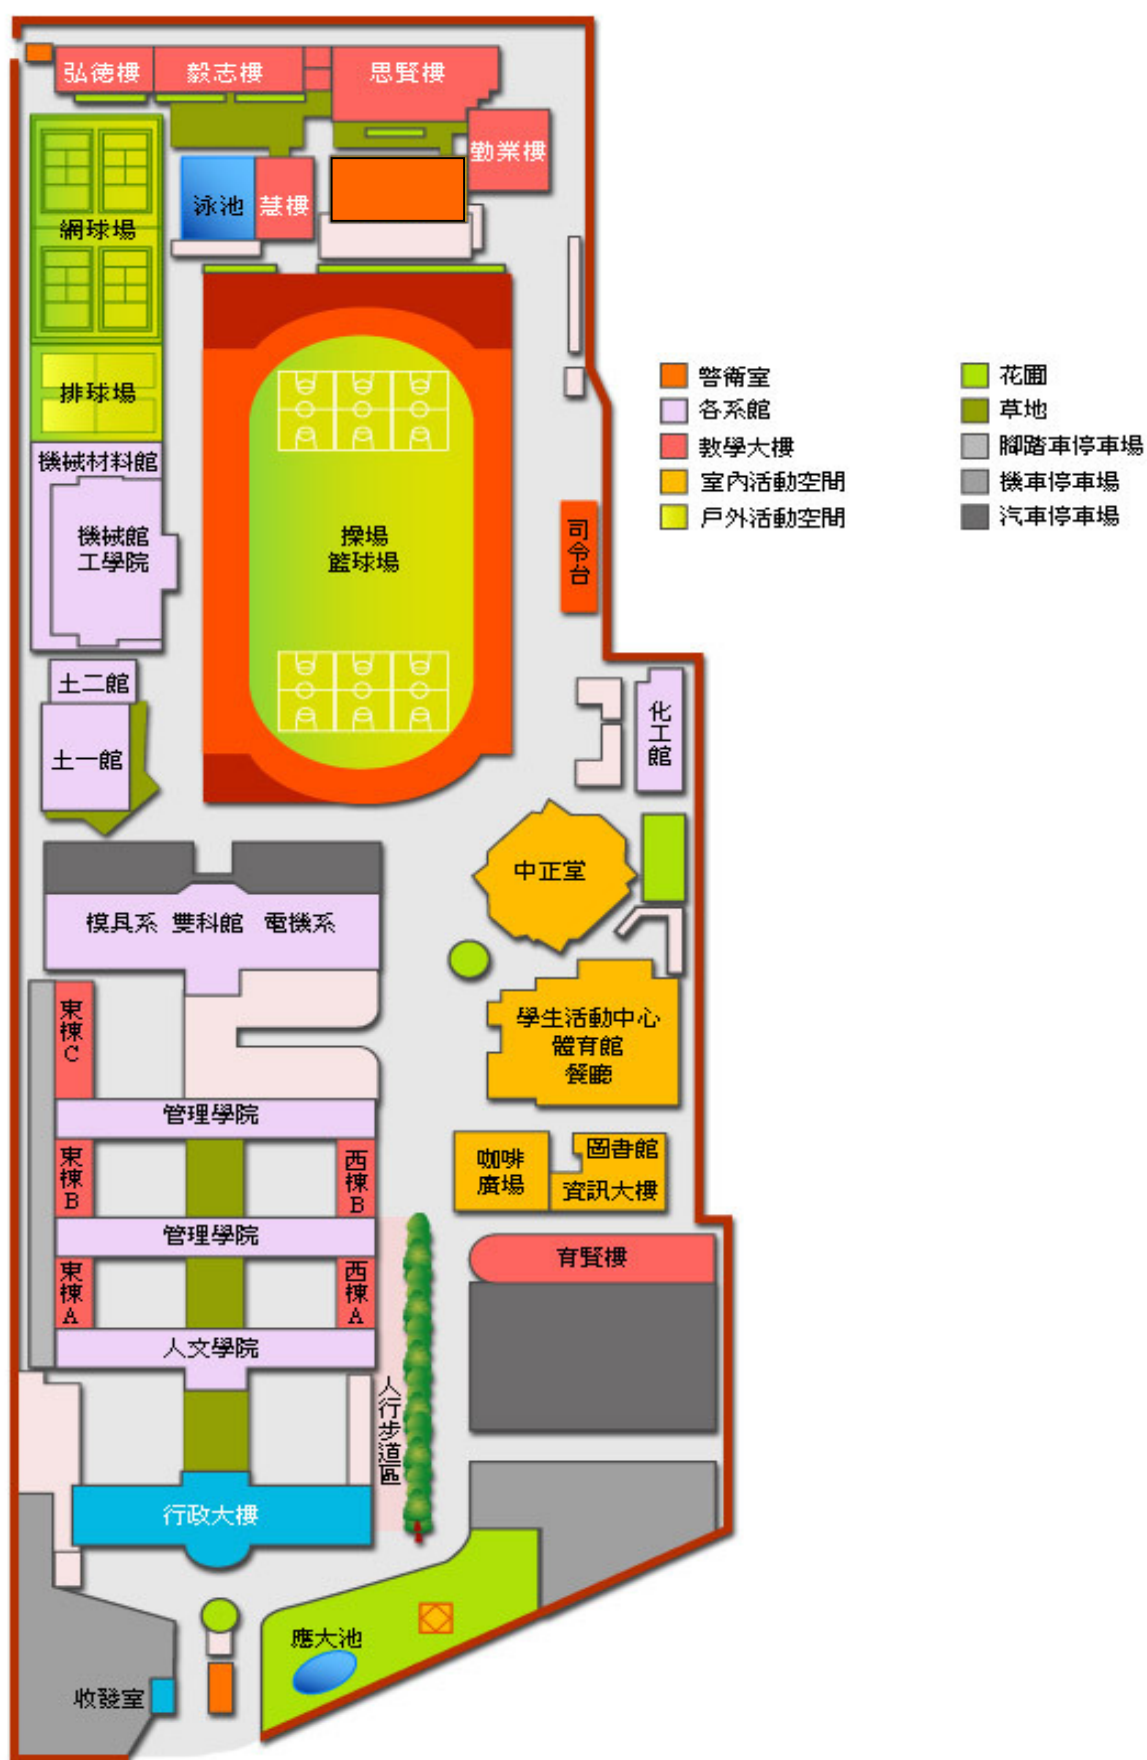 弘德樓
毅志樓
思賢樓
勤業樓
泳池
慧樓
網球場
排球場
機械材料館
機械館
工學院
操場
籃球場
司令台
警衛室
各系館
教學大樓
室內活動空間
戶外活動空間
花圃
草地
腳踏車停車場
機車停車場
汽車停車場
土二館
土一館
化工館
中正堂
模具系 雙科館 電機系
東棟C
學生活動中心
體育館
餐廳
管理學院
東棟B
西棟B
咖啡
廣場
圖書館
資訊大樓
管理學院
育賢樓
東棟A
西棟A
人文學院
人行步道區
行政大樓
應大池
收發室